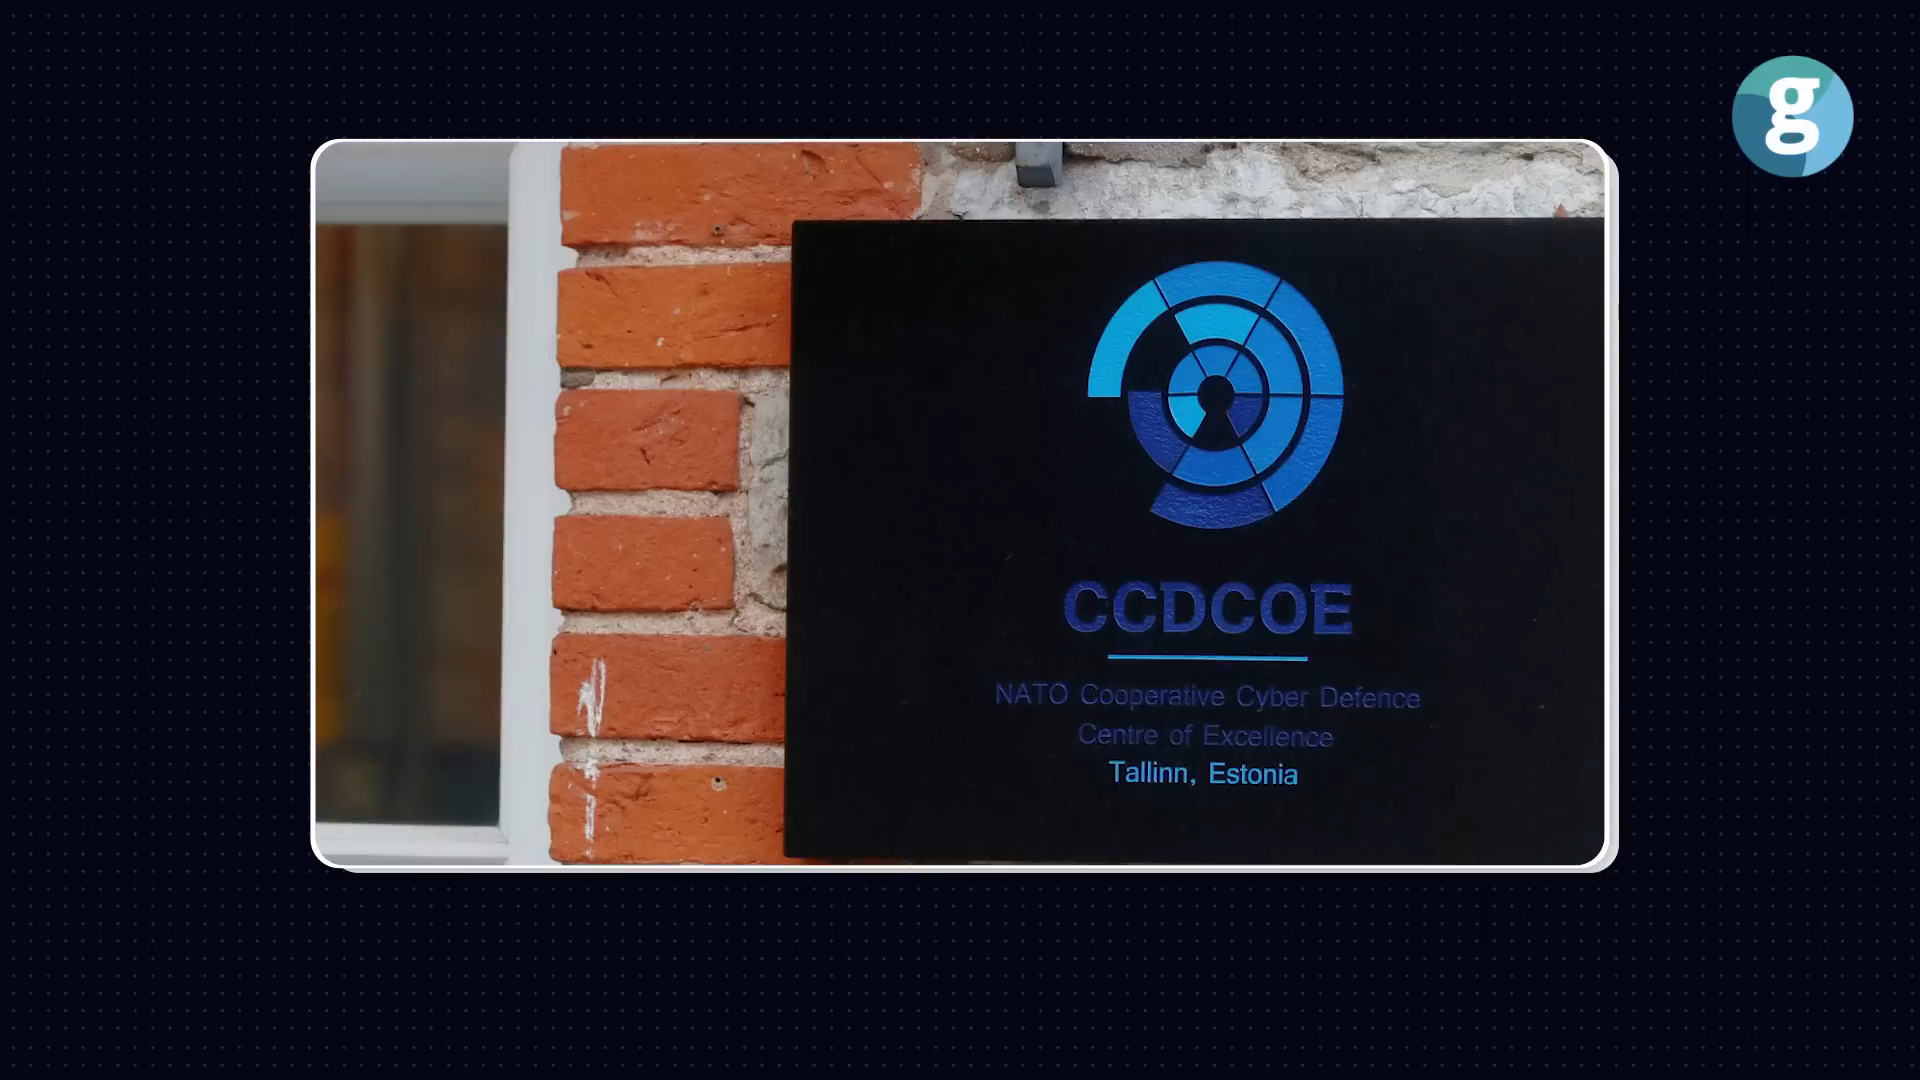 g
CCDCOE
NATO Cooperative Cyber Defence
Centre of Excellence
Tallinn, Estonia